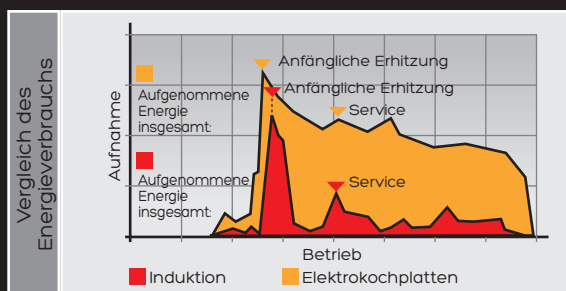 Vergleich des
Energieverbrauchs
Aufnahme
Anfängliche Erhitzung
Anfängliche Erhitzung
Aufgenommene
Energie
insgesamt:
Service
Aufgenommene
Energie
insgesamt:
Service
Betrieb
Induktion
Elektrokochplatten